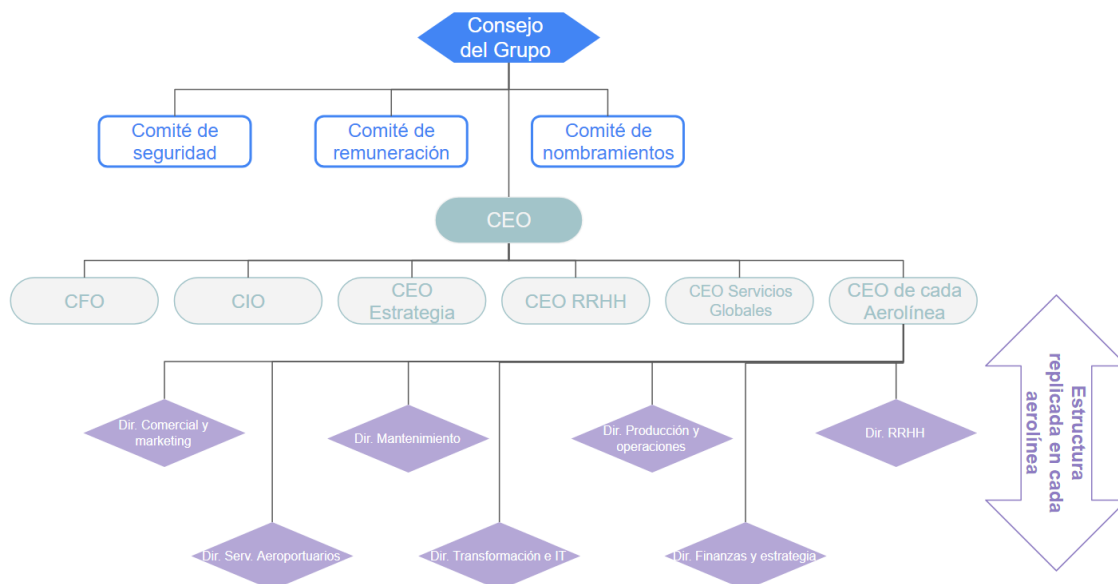 Consejo
del Grupo
Comité de
seguridad
Comité de
remuneración
Comité de
nombramientos
CEO
CFO
CIO
CEO
Estrategia
CEO RRHH
CEO Servicios
Globales
CEO de cada
Aerolínea
Dir. Comercial y
marketing
Dir. Mantenimiento
Dir. Producción y
operaciones
Dir. RRHH
Dir. Serv. Aeroportuarios
Dir. Transformación e IT
Dir. Finanzas y estrategia
Estructura
replicada en cada
aerolínea